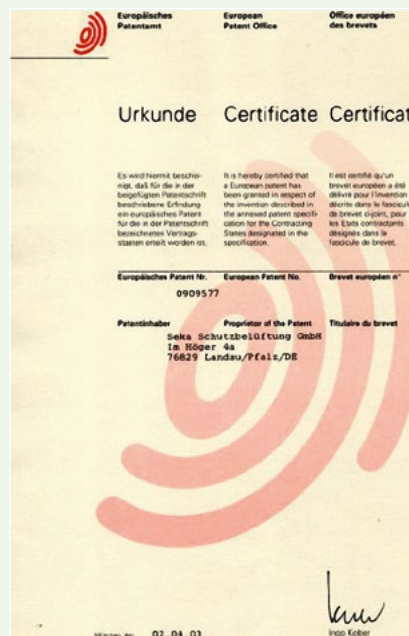 Europäisches
Patentamt
European
Patent Office
Office européen
des brevets
Urkunde
Certificate
Certificat
Es wird hiermit beschei-
nigt, daß für die in der
beigefügten Patentschrift
beschriebene Erfindung
ein europäisches Patent
für die in der Patentschrift
bezeichneten Vertrags-
staaten erteilt worden ist.
It is hereby certified that
a European patent has
been granted in respect of
the invention described in
the annexed patent specifi-
cation for the Contracting
States designated in the
specification.
Il est certifié qu'un
brevet européen a été
délivré pour l'invention
décrite dans le fascicule
de brevet ci-joint, pour
les Etats contractants
désignés dans le
fascicule de brevet.
Europäisches Patent Nr.
European Patent No.
Brevet européen n°
0909577
Patentinhaber
Proprietor of the Patent
Titulaire du brevet
Seka Schutzbelüftung GmbH
Im Höger 4a
76829 Landau/Pfalz/DE
München, den 02.04.03
Ingo Kober